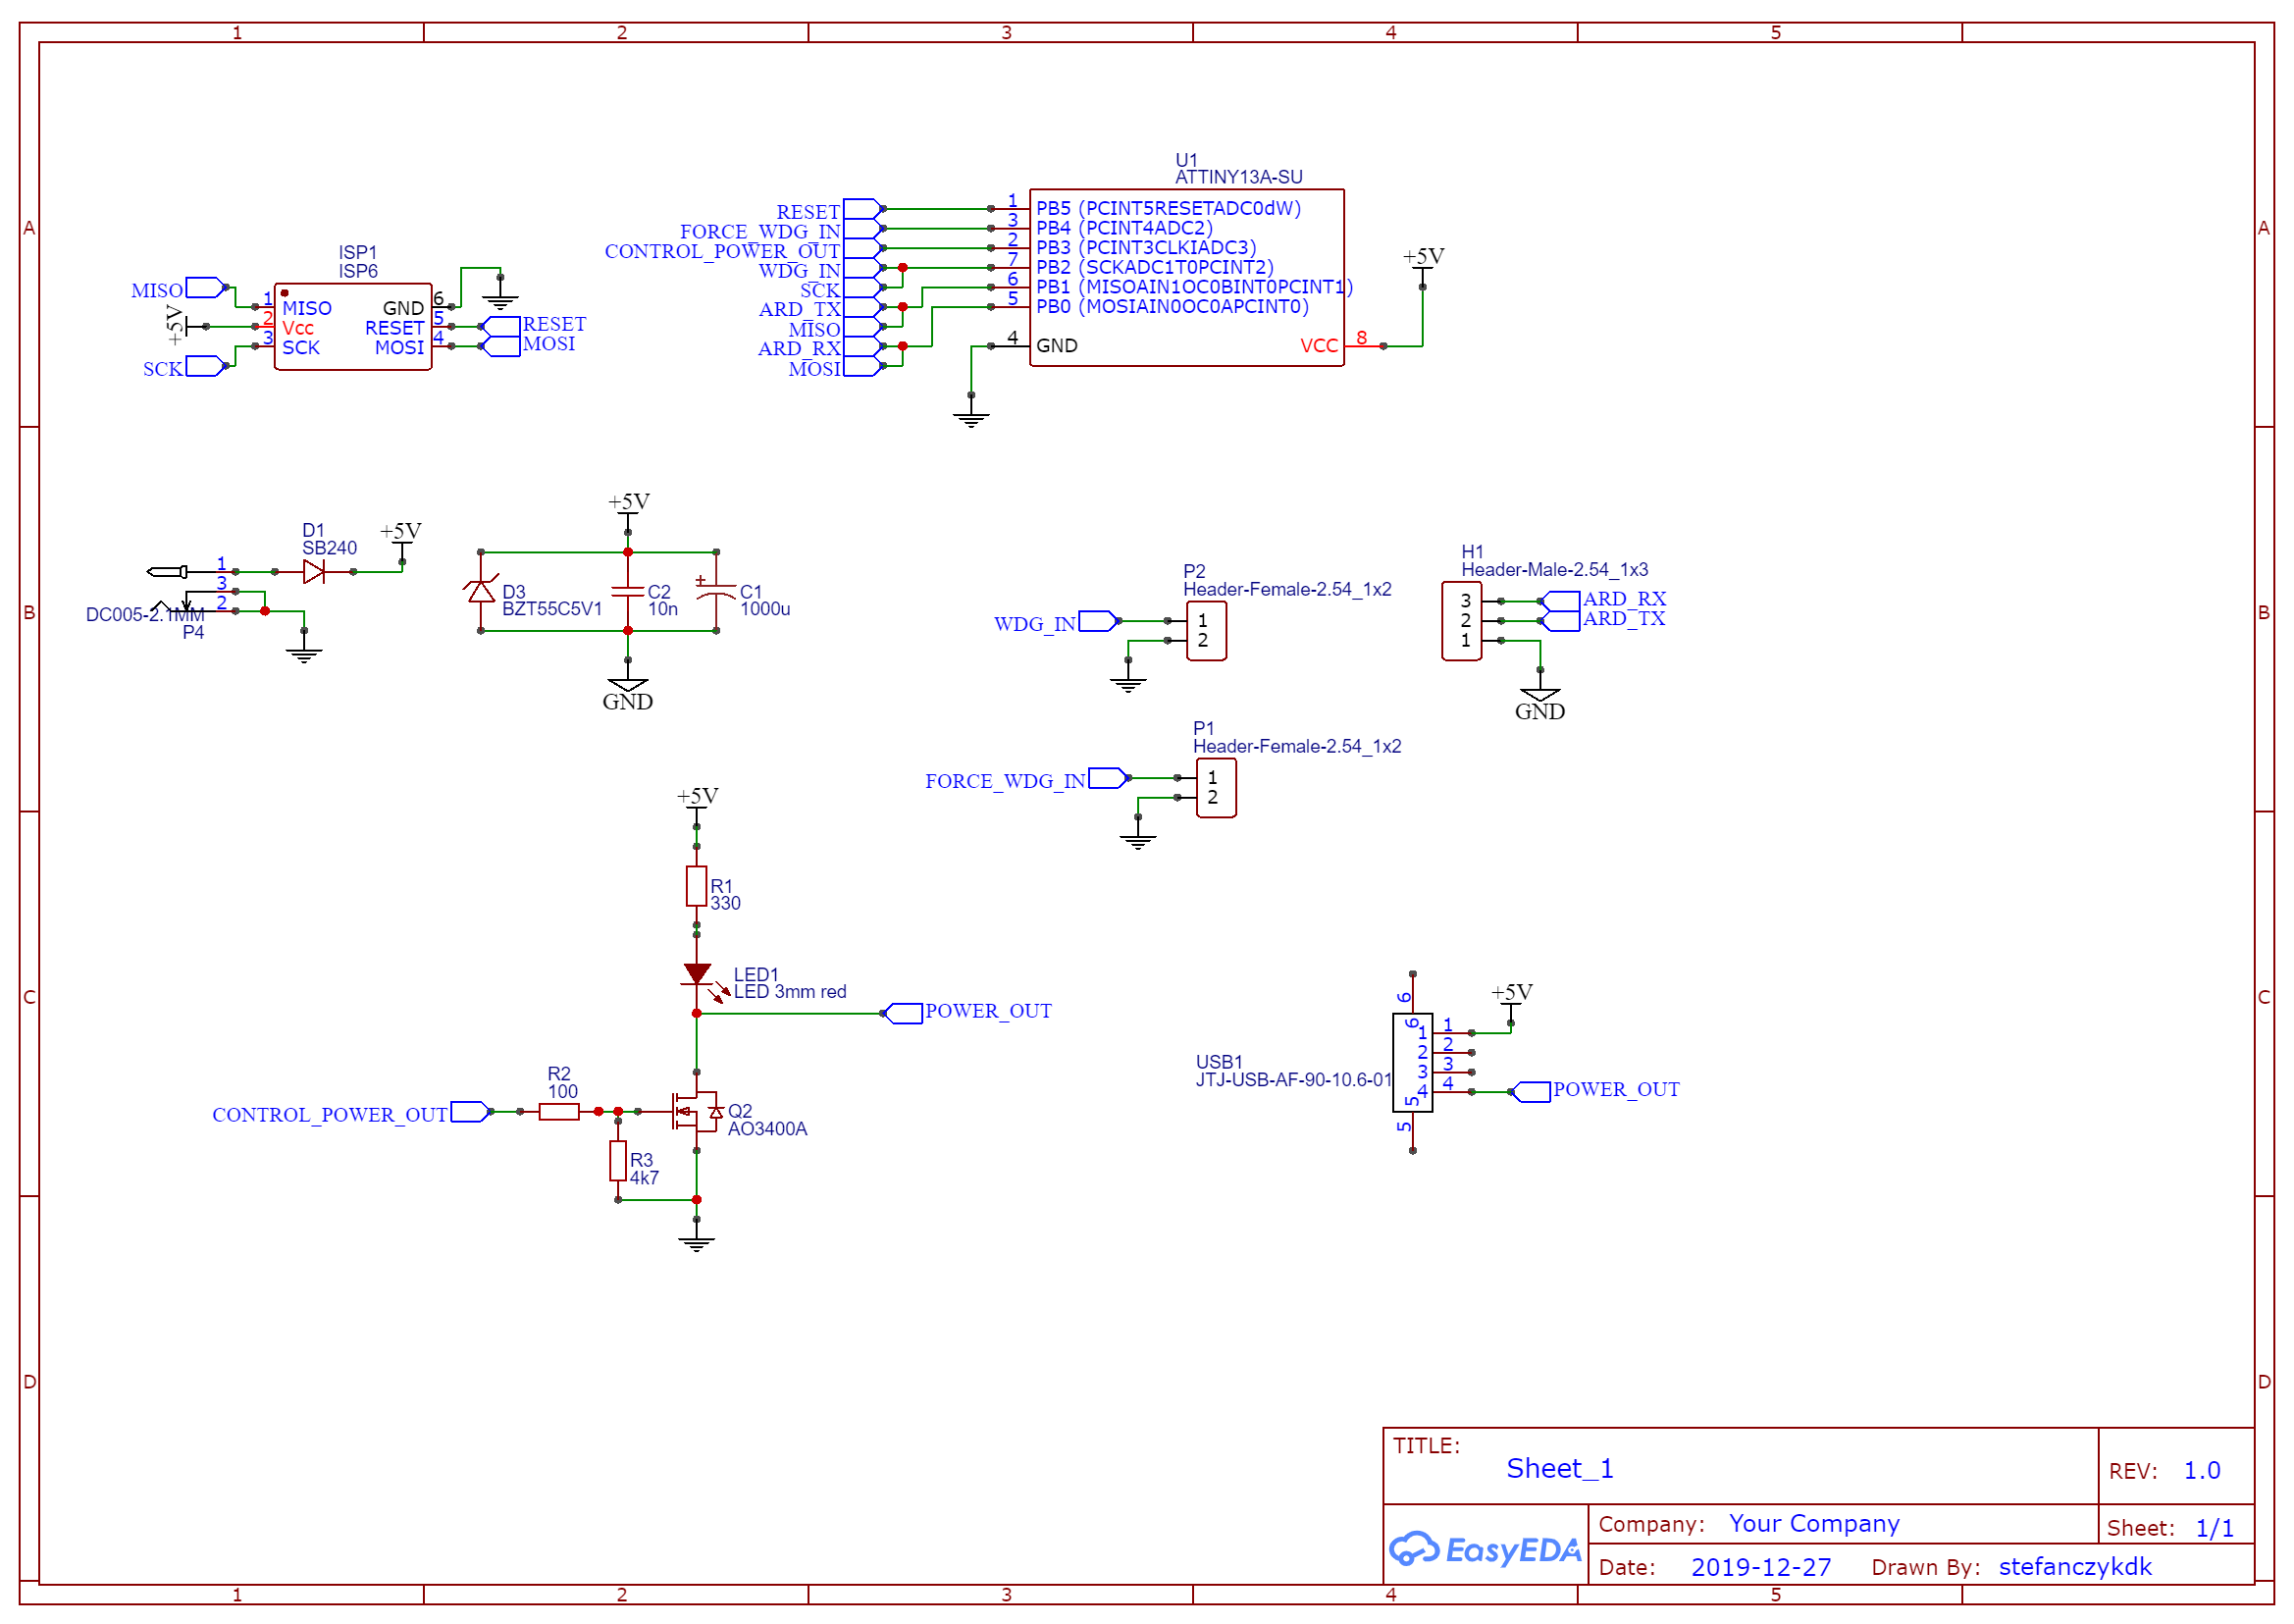 1 2 3 4 5
A A
B B
C C
D D
U1
ATTINY13A-SU
RESET
FORCE_WDG_IN
CONTROL_POWER_OUT
WDG_IN
SCK
ARD_TX
MISO
ARD_RX
MOSI
1 PB5 (PCINT5RESETADC0dW)
3 PB4 (PCINT4ADC2)
2 PB3 (PCINT3CLKIADC3)
7 PB2 (SCKADC1T0PCINT2)
6 PB1 (MISOAIN1OC0BINT0PCINT1)
5 PB0 (MOSIAIN0OC0APCINT0)
4 GND
VCC 8
+5V
ISP1
ISP6
MISO
+5V
SCK
1 MISO
2 Vcc
3 SCK
GND 6
RESET 5
MOSI 4
RESET
MOSI
D1
SB240
+5V
1
3
2
DC005-2.1MM
P4
+5V
D3
BZT55C5V1
C2
10n
C1
1000u
GND
P2
Header-Female-2.54_1x2
WDG_IN
1
2
H1
Header-Male-2.54_1x3
3
2
1
ARD_RX
ARD_TX
GND
P1
Header-Female-2.54_1x2
FORCE_WDG_IN
1
2
+5V
R1
330
LED1
LED 3mm red
POWER_OUT
R2
100
CONTROL_POWER_OUT
Q2
AO3400A
R3
4k7
USB1
JTJ-USB-AF-90-10.6-01
6
6
1 1
2 2
3 3
4 4
5
5
+5V
POWER_OUT
TITLE:
Sheet_1
REV: 1.0
EasyEDA
Company: Your Company
Sheet: 1/1
Date: 2019-12-27 Drawn By: stefanczykdk
1 2 3 4 5